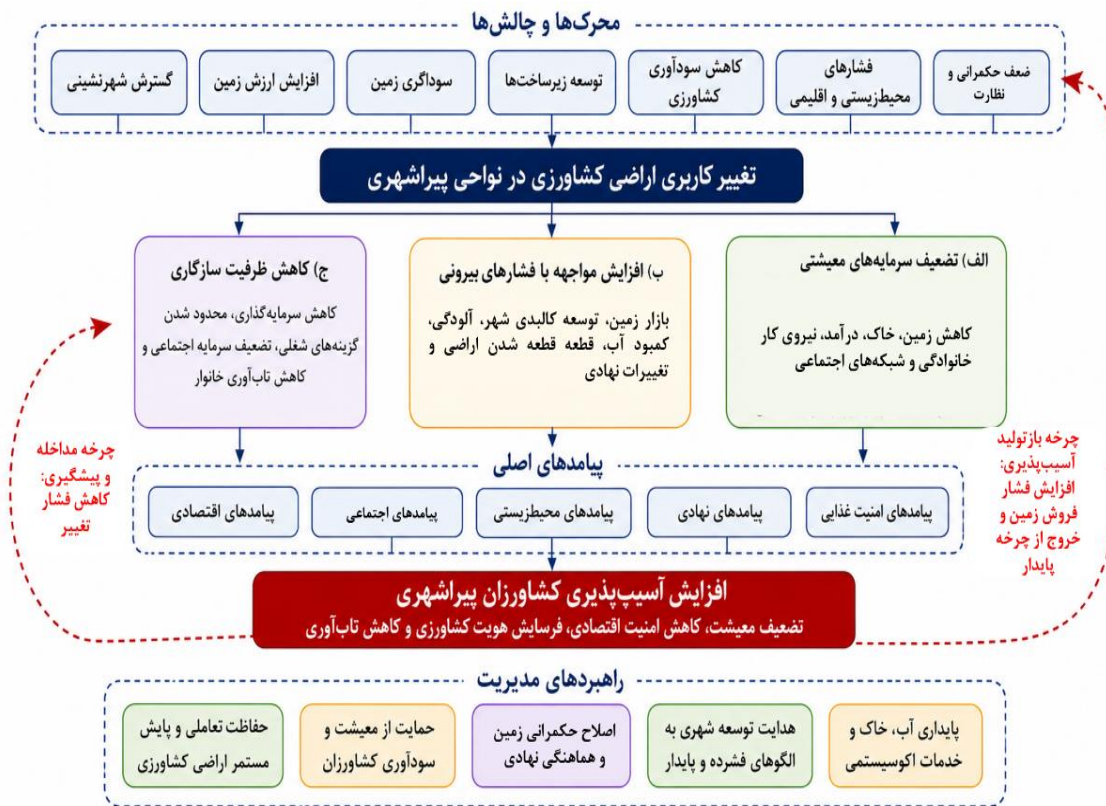 محرک‌ها و چالش‌ها
ضعف حکمرانی و
نظارت
فشارهای
محیط‌زیستی و اقلیمی
کاهش سودآوری
کشاورزی
توسعه زیرساخت‌ها
سوداگری زمین
افزایش ارزش زمین
گسترش شهرنشینی
تغییر کاربری اراضی کشاورزی در نواحی پیراشهری
الف) تضعیف سرمایه‌های معیشتی
کاهش زمین، خاک، درآمد، نیروی کار
خانوادگی و شبکه‌های اجتماعی
ب) افزایش مواجهه با فشارهای بیرونی
بازار زمین، توسعه کالبدی شهر، آلودگی،
کمبود آب، قطعه قطعه شدن اراضی و
تغییرات نهادی
ج) کاهش ظرفیت سازگاری
کاهش سرمایه‌گذاری، محدود شدن
گزینه‌های شغلی، تضعیف سرمایه اجتماعی و
کاهش تاب‌آوری خانوار
چرخه بازتولید
آسیب‌پذیری:
افزایش فشار
فروش زمین و
خروج از چرخه
پایدار
چرخه مداخله
و پیشگیری:
کاهش فشار
تغییر
پیامدهای اصلی
پیامدهای امنیت غذایی
پیامدهای نهادی
پیامدهای محیط‌زیستی
پیامدهای اجتماعی
پیامدهای اقتصادی
افزایش آسیب‌پذیری کشاورزان پیراشهری
تضعیف معیشت، کاهش امنیت اقتصادی، فرسایش هویت کشاورزی و کاهش تاب‌آوری
راهبردهای مدیریت
پایداری آب، خاک و
خدمات اکوسیستمی
هدایت توسعه شهری به
الگوهای فشرده و پایدار
اصلاح حکمرانی زمین
و هماهنگی نهادی
حمایت از معیشت و
سودآوری کشاورزان
حفاظت تعاملی و پایش
مستمر اراضی کشاورزی